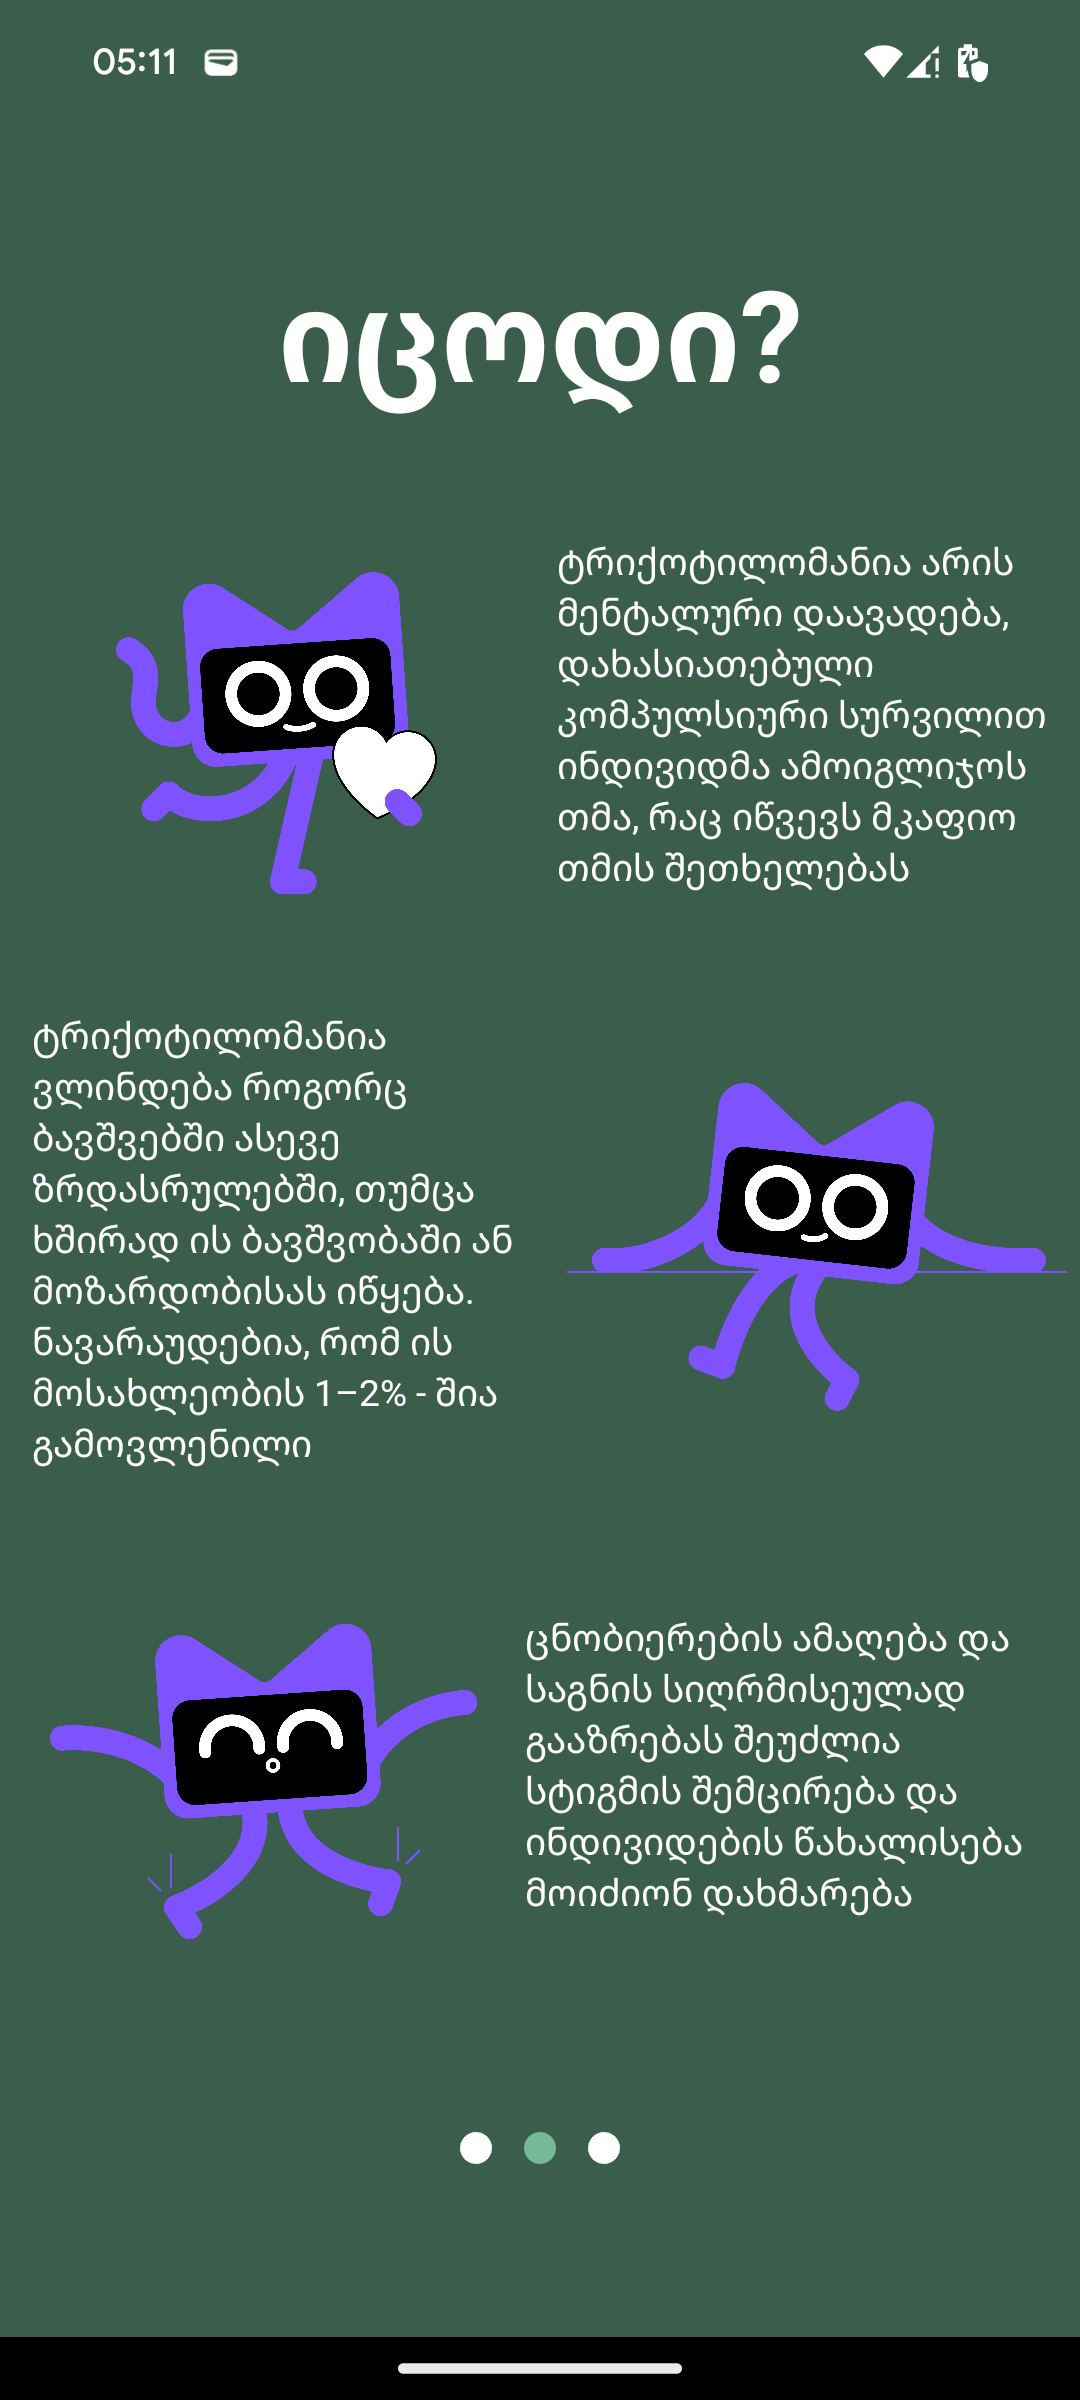 05:11
იცოდი?
ტრიქოტილომანია არის
მენტალური დაავადება,
დახასიათებული
კომპულსიური სურვილით
ინდივიდმა ამოიგლიჯოს
თმა, რაც იწვევს მკაფიო
თმის შეთხელებას
ტრიქოტილომანია
ვლინდება როგორც
ბავშვებში ასევე
ზრდასრულებში, თუმცა
ხშირად ის ბავშვობაში ან
მოზარდობისას იწყება.
ნავარაუდებია, რომ ის
მოსახლეობის 1–2% - შია
გამოვლენილი
ცნობიერების ამაღება და
საგნის სიღრმისეულად
გააზრებას შეუძლია
სტიგმის შემცირება და
ინდივიდების წახალისება
მოიძიონ დახმარება